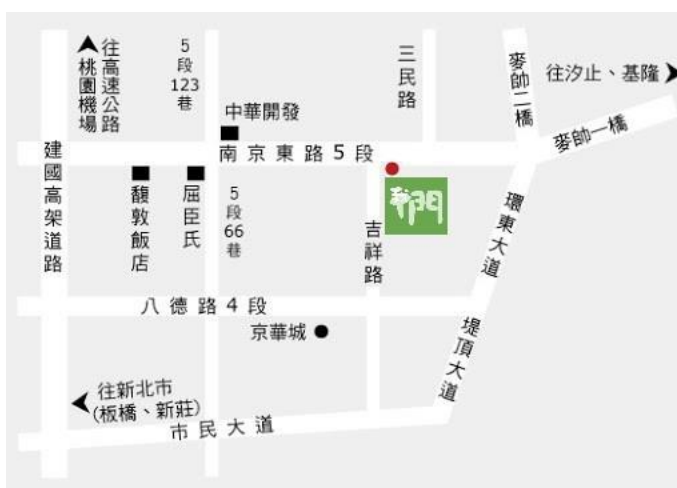 往高速公路
桃園機場
5段123巷
三民路
麥帥二橋
往汐止、基隆
中華開發
麥帥一橋
建國高架道路
南京東路5段
馥敦飯店
屈臣氏
5段66巷
吉祥路
環東大道
八德路4段
京華城
堤頂大道
往新北市
(板橋、新莊)
市民大道